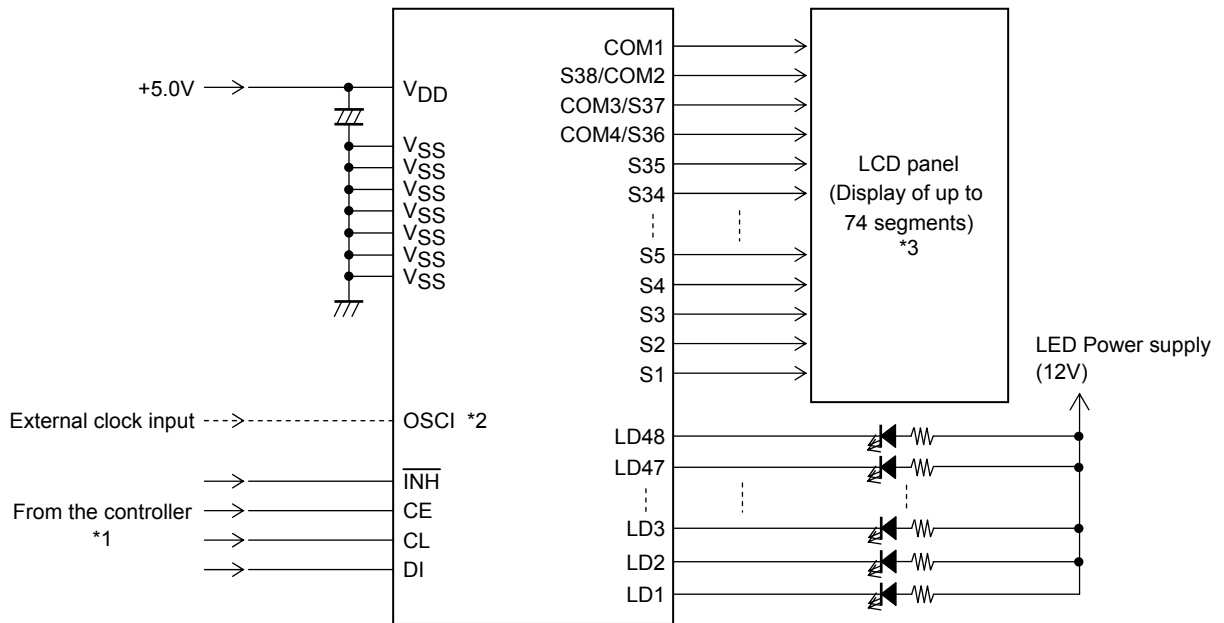 +5.0V
VDD
VSS
VSS
VSS
VSS
VSS
VSS
VSS
External clock input
OSCI *2
From the controller
*1
INH
CE
CL
DI
COM1
S38/COM2
COM3/S37
COM4/S36
S35
S34
S5
S4
S3
S2
S1
LD48
LD47
LD3
LD2
LD1
LCD panel
(Display of up to
74 segments)
*3
LED Power supply
(12V)